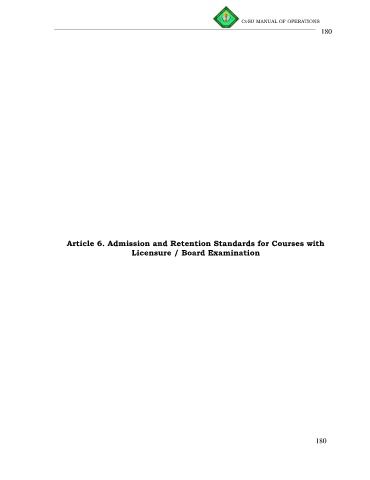 CvSU MANUAL OF OPERATIONS
180
Article 6. Admission and Retention Standards for Courses with
Licensure / Board Examination
180